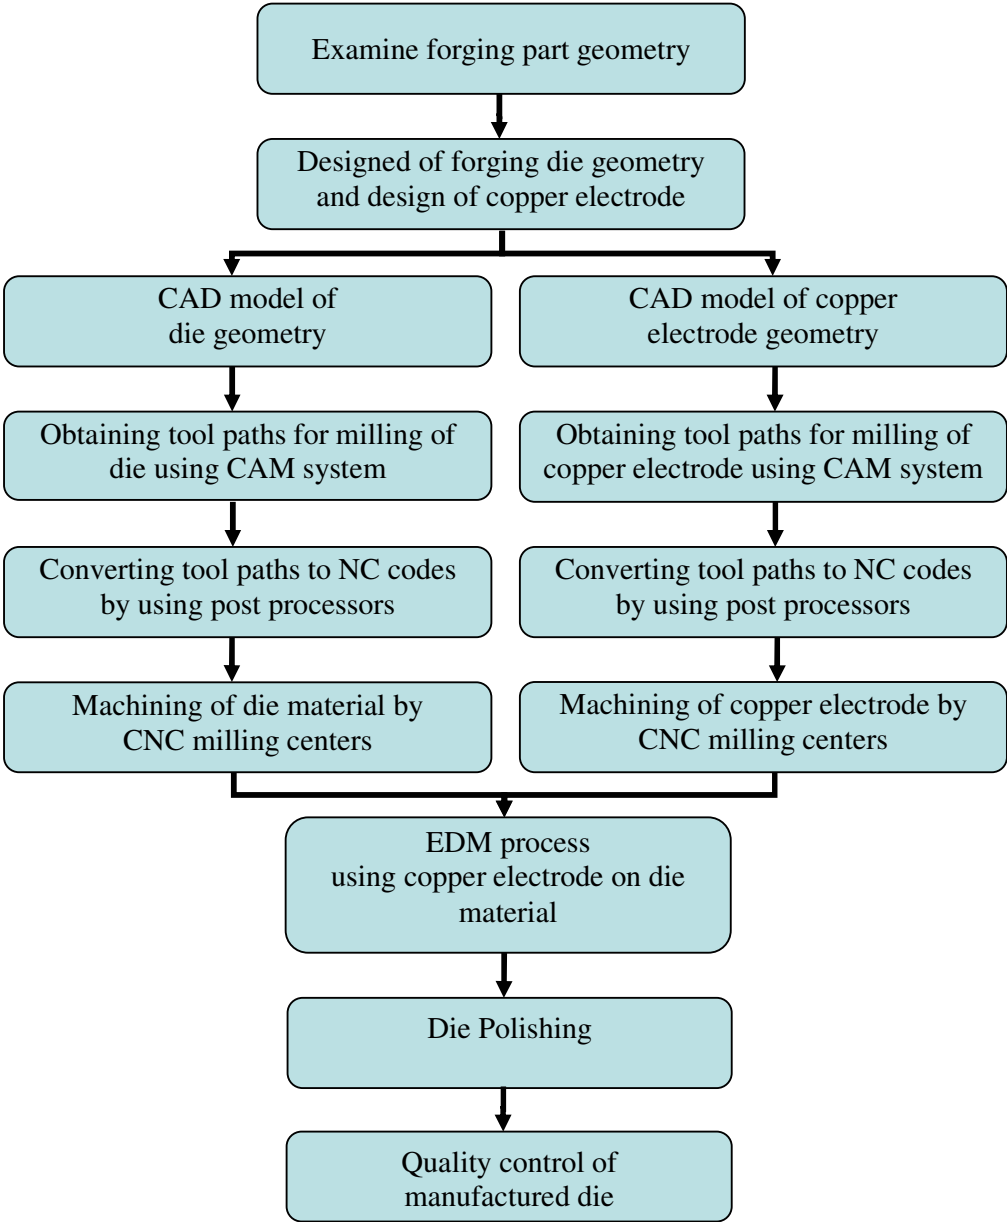 Examine forging part geometry
Designed of forging die geometry
and design of copper electrode
CAD model of
die geometry
CAD model of copper
electrode geometry
Obtaining tool paths for milling of
die using CAM system
Obtaining tool paths for milling of
copper electrode using CAM system
Converting tool paths to NC codes
by using post processors
Converting tool paths to NC codes
by using post processors
Machining of die material by
CNC milling centers
Machining of copper electrode by
CNC milling centers
EDM process
using copper electrode on die
material
Die Polishing
Quality control of
manufactured die